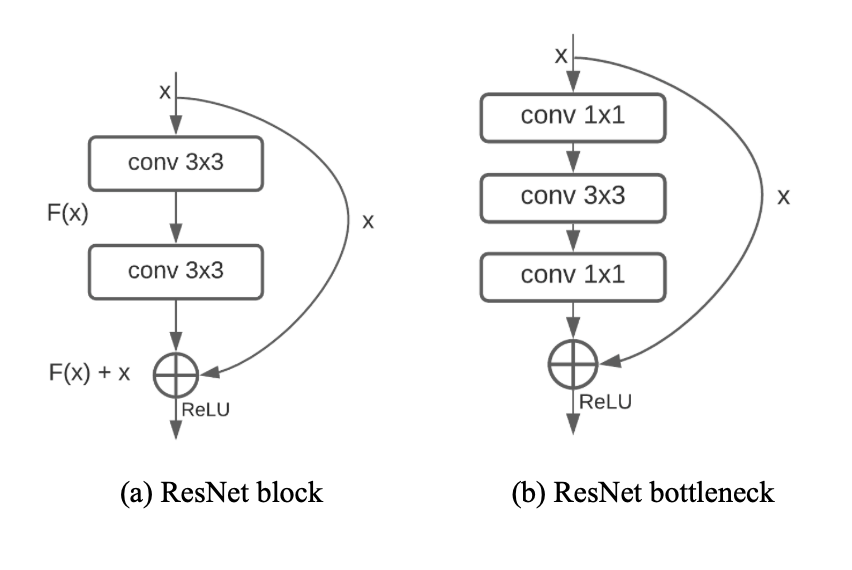 x
conv 3x3
F(x)
x
conv 3x3
F(x) + x
ReLU
(a) ResNet block
x
conv 1x1
conv 3x3
x
conv 1x1
ReLU
(b) ResNet bottleneck